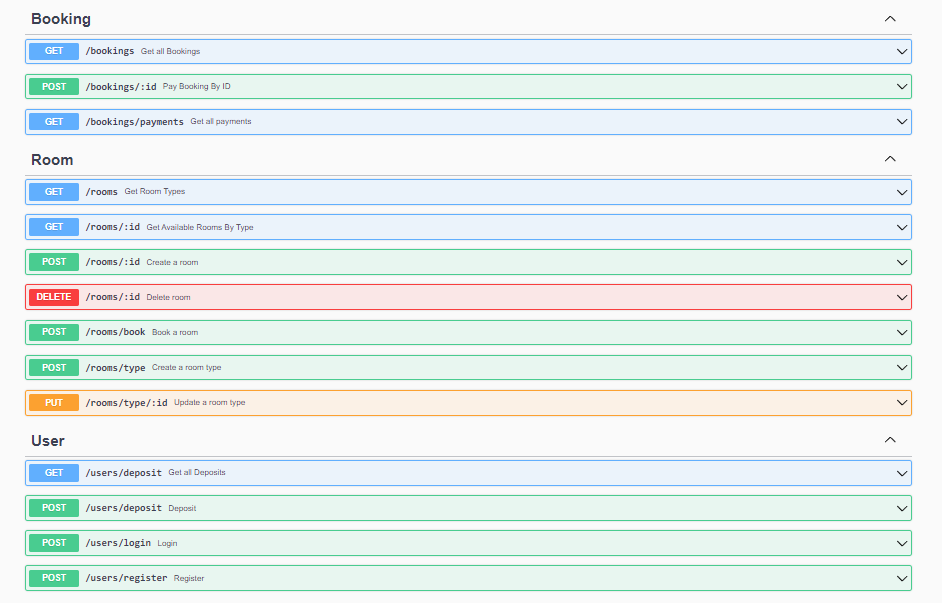 Booking
GET /bookings Get all Bookings
POST /bookings/:id Pay Booking By ID
GET /bookings/payments Get all payments
Room
GET /rooms Get Room Types
GET /rooms/:id Get Available Rooms By Type
POST /rooms/:id Create a room
DELETE /rooms/:id Delete room
POST /rooms/book Book a room
POST /rooms/type Create a room type
PUT /rooms/type/:id Update a room type
User
GET /users/deposit Get all Deposits
POST /users/deposit Deposit
POST /users/login Login
POST /users/register Register